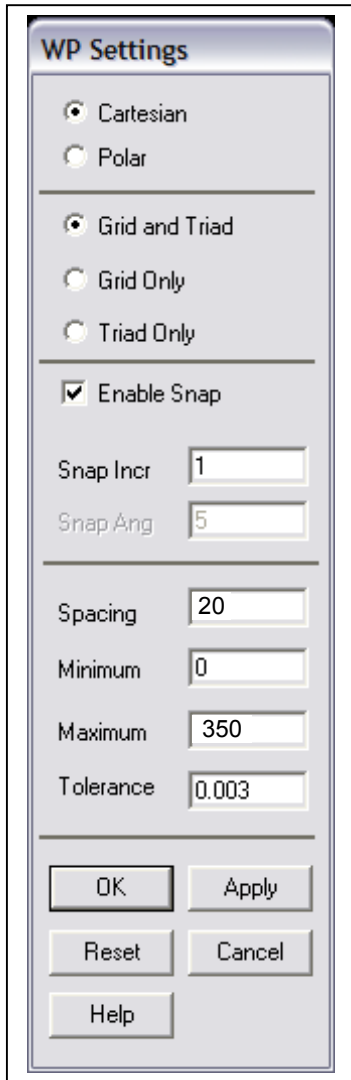 WP Settings
Cartesian
Polar
Grid and Triad
Grid Only
Triad Only
Enable Snap
Snap Incr 1
Snap Ang 5
Spacing 20
Minimum 0
Maximum 350
Tolerance 0.003
OK Apply
Reset Cancel
Help